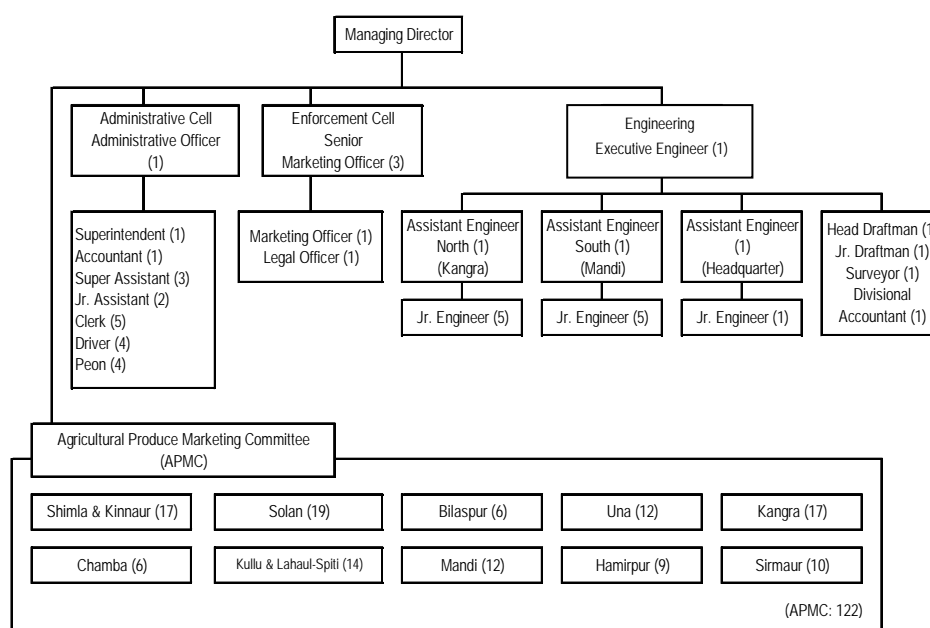 Managing Director
Administrative Cell
Administrative Officer
(1)
Enforcement Cell
Senior
Marketing Officer (3)
Engineering
Executive Engineer (1)
Superintendent (1)
Accountant (1)
Super Assistant (3)
Jr. Assistant (2)
Clerk (5)
Driver (4)
Peon (4)
Marketing Officer (1)
Legal Officer (1)
Assistant Engineer
North (1)
(Kangra)
Assistant Engineer
South (1)
(Mandi)
Assistant Engineer
(1)
(Headquarter)
Head Draftman (1
Jr. Draftman (1)
Surveyor (1)
Divisional
Accountant (1)
Jr. Engineer (5)
Jr. Engineer (5)
Jr. Engineer (1)
Agricultural Produce Marketing Committee
(APMC)
Shimla & Kinnaur (17)
Solan (19)
Bilaspur (6)
Una (12)
Kangra (17)
Chamba (6)
Kullu & Lahaul-Spiti (14)
Mandi (12)
Hamirpur (9)
Sirmaur (10)
(APMC: 122)